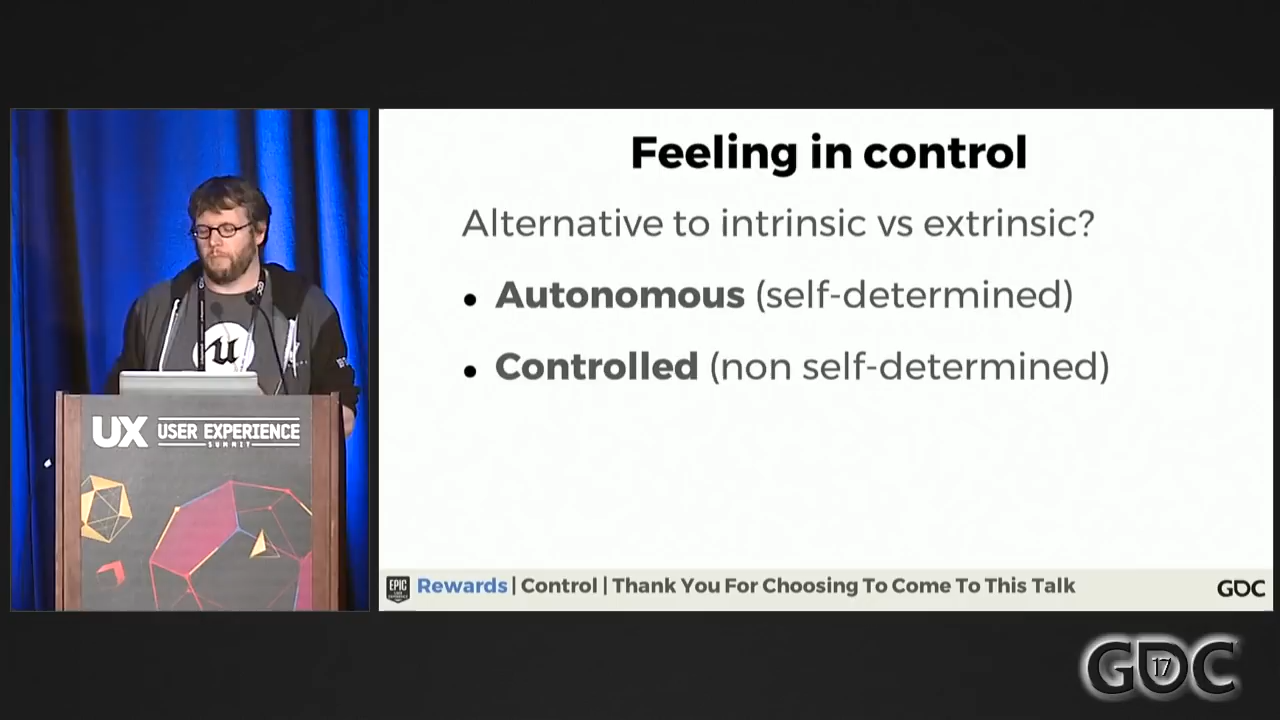 Feeling in control
Alternative to intrinsic vs extrinsic?
• Autonomous (self-determined)
• Controlled (non self-determined)
UX USER EXPERIENCE
SUMMIT
EPIC
Rewards | Control | Thank You For Choosing To Come To This Talk
GDC
GDC 17